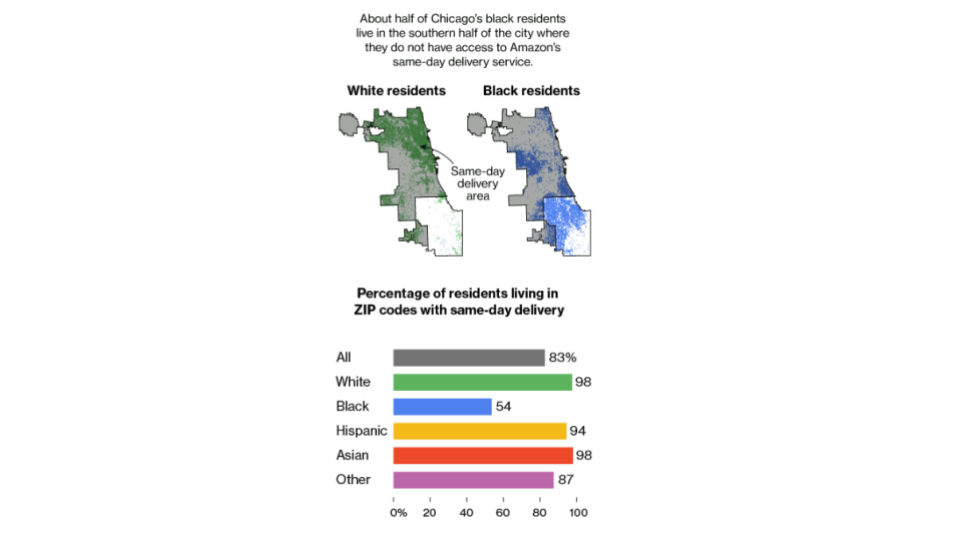 About half of Chicago's black residents
live in the southern half of the city where
they do not have access to Amazon's
same-day delivery service.
White residents
Black residents
Same-day
delivery
area
Percentage of residents living in
ZIP codes with same-day delivery
All 83%
White 98
Black 54
Hispanic 94
Asian 98
Other 87
0% 20 40 60 80 100